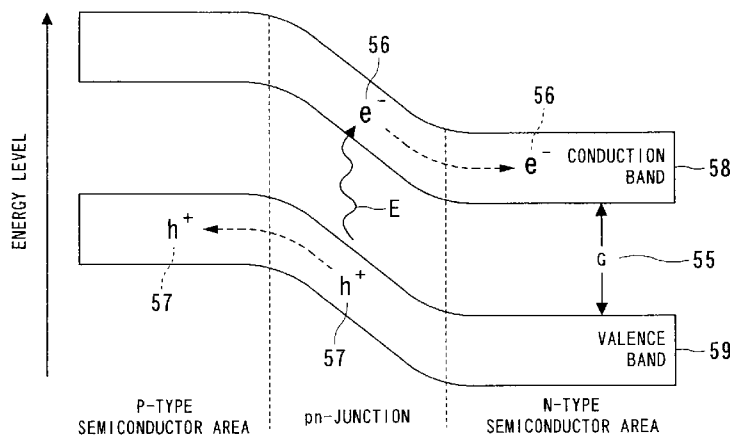 ENERGY LEVEL
56
e⁻
56
e⁻
CONDUCTION
BAND
58
E
h⁺
57
h⁺
57
G
55
VALENCE
BAND
59
P-TYPE
SEMICONDUCTOR AREA
pn-JUNCTION
N-TYPE
SEMICONDUCTOR AREA